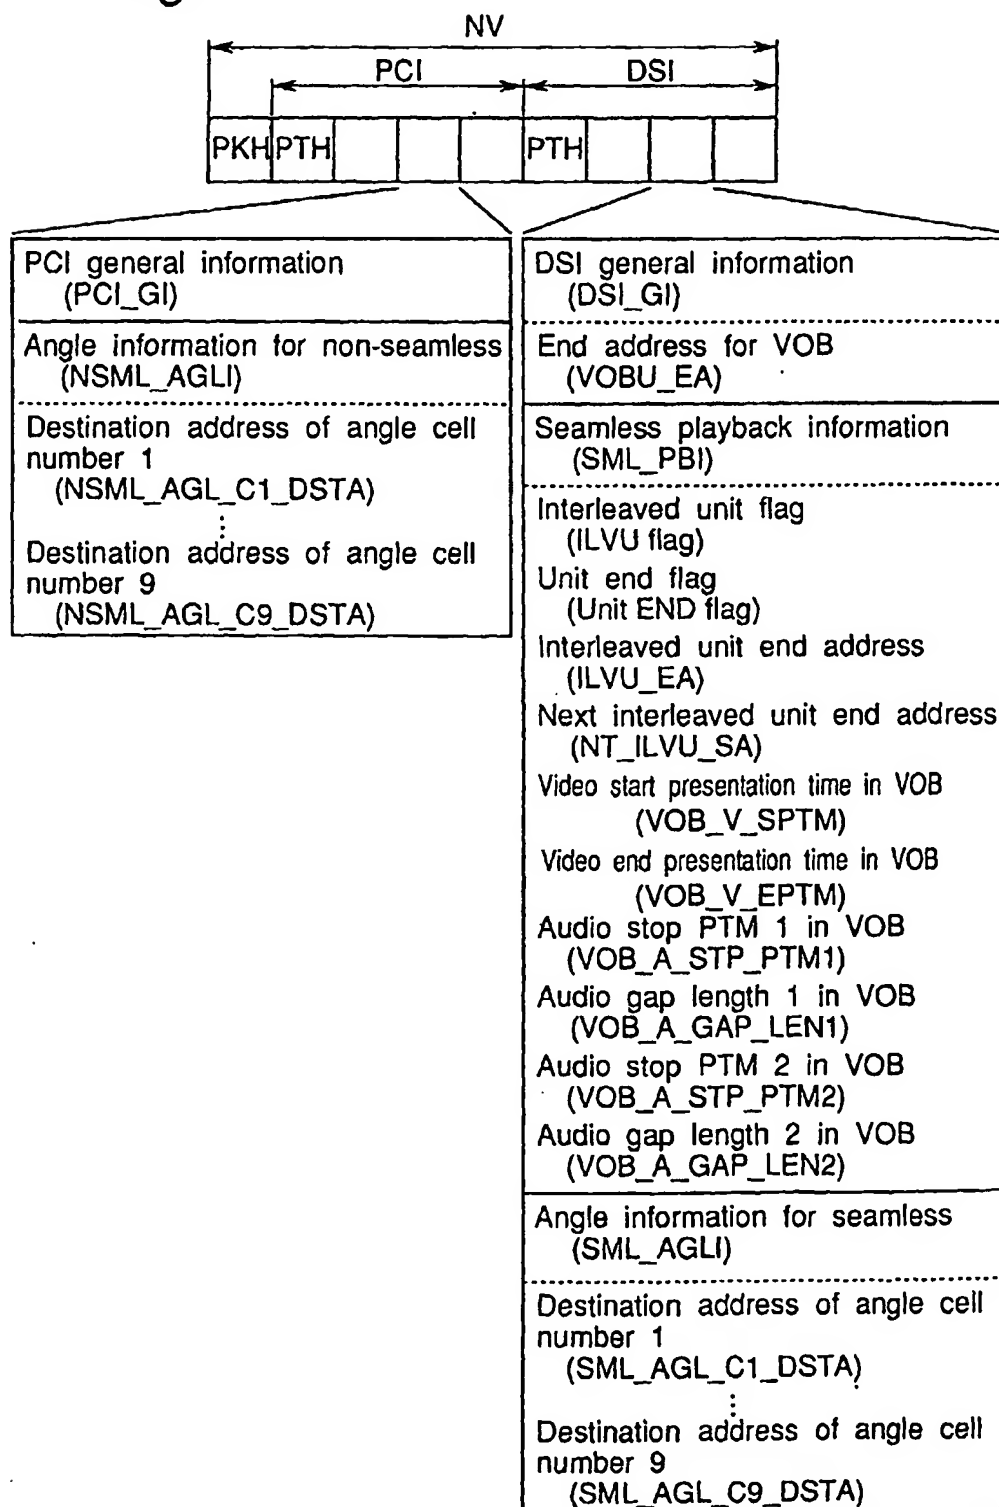 NV
PCI
DSI
PKH PTH
PTH
PCI general information
(PCI_GI)
Angle information for non-seamless
(NSML_AGLI)
Destination address of angle cell
number 1
(NSML_AGL_C1_DSTA)
Destination address of angle cell
number 9
(NSML_AGL_C9_DSTA)
DSI general information
(DSI_GI)
End address for VOB
(VOBU_EA)
Seamless playback information
(SML_PBI)
Interleaved unit flag
(ILVU flag)
Unit end flag
(Unit END flag)
Interleaved unit end address
(ILVU_EA)
Next interleaved unit end address
(NT_ILVU_SA)
Video start presentation time in VOB
(VOB_V_SPTM)
Video end presentation time in VOB
(VOB_V_EPTM)
Audio stop PTM 1 in VOB
(VOB_A_STP_PTM1)
Audio gap length 1 in VOB
(VOB_A_GAP_LEN1)
Audio stop PTM 2 in VOB
(VOB_A_STP_PTM2)
Audio gap length 2 in VOB
(VOB_A_GAP_LEN2)
Angle information for seamless
(SML_AGLI)
Destination address of angle cell
number 1
(SML_AGL_C1_DSTA)
Destination address of angle cell
number 9
(SML_AGL_C9_DSTA)